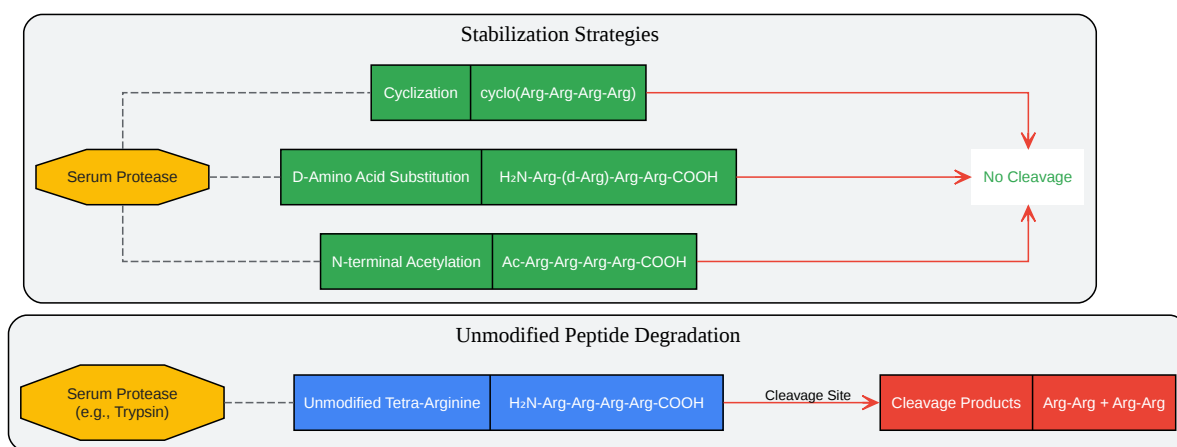 Stabilization Strategies
Cyclization
cyclo(Arg-Arg-Arg-Arg)
Serum Protease
D-Amino Acid Substitution
H₂N-Arg-(d-Arg)-Arg-Arg-COOH
No Cleavage
N-terminal Acetylation
Ac-Arg-Arg-Arg-Arg-COOH
Unmodified Peptide Degradation
Serum Protease
(e.g., Trypsin)
Unmodified Tetra-Arginine
H₂N-Arg-Arg-Arg-Arg-COOH
Cleavage Site
Cleavage Products
Arg-Arg + Arg-Arg